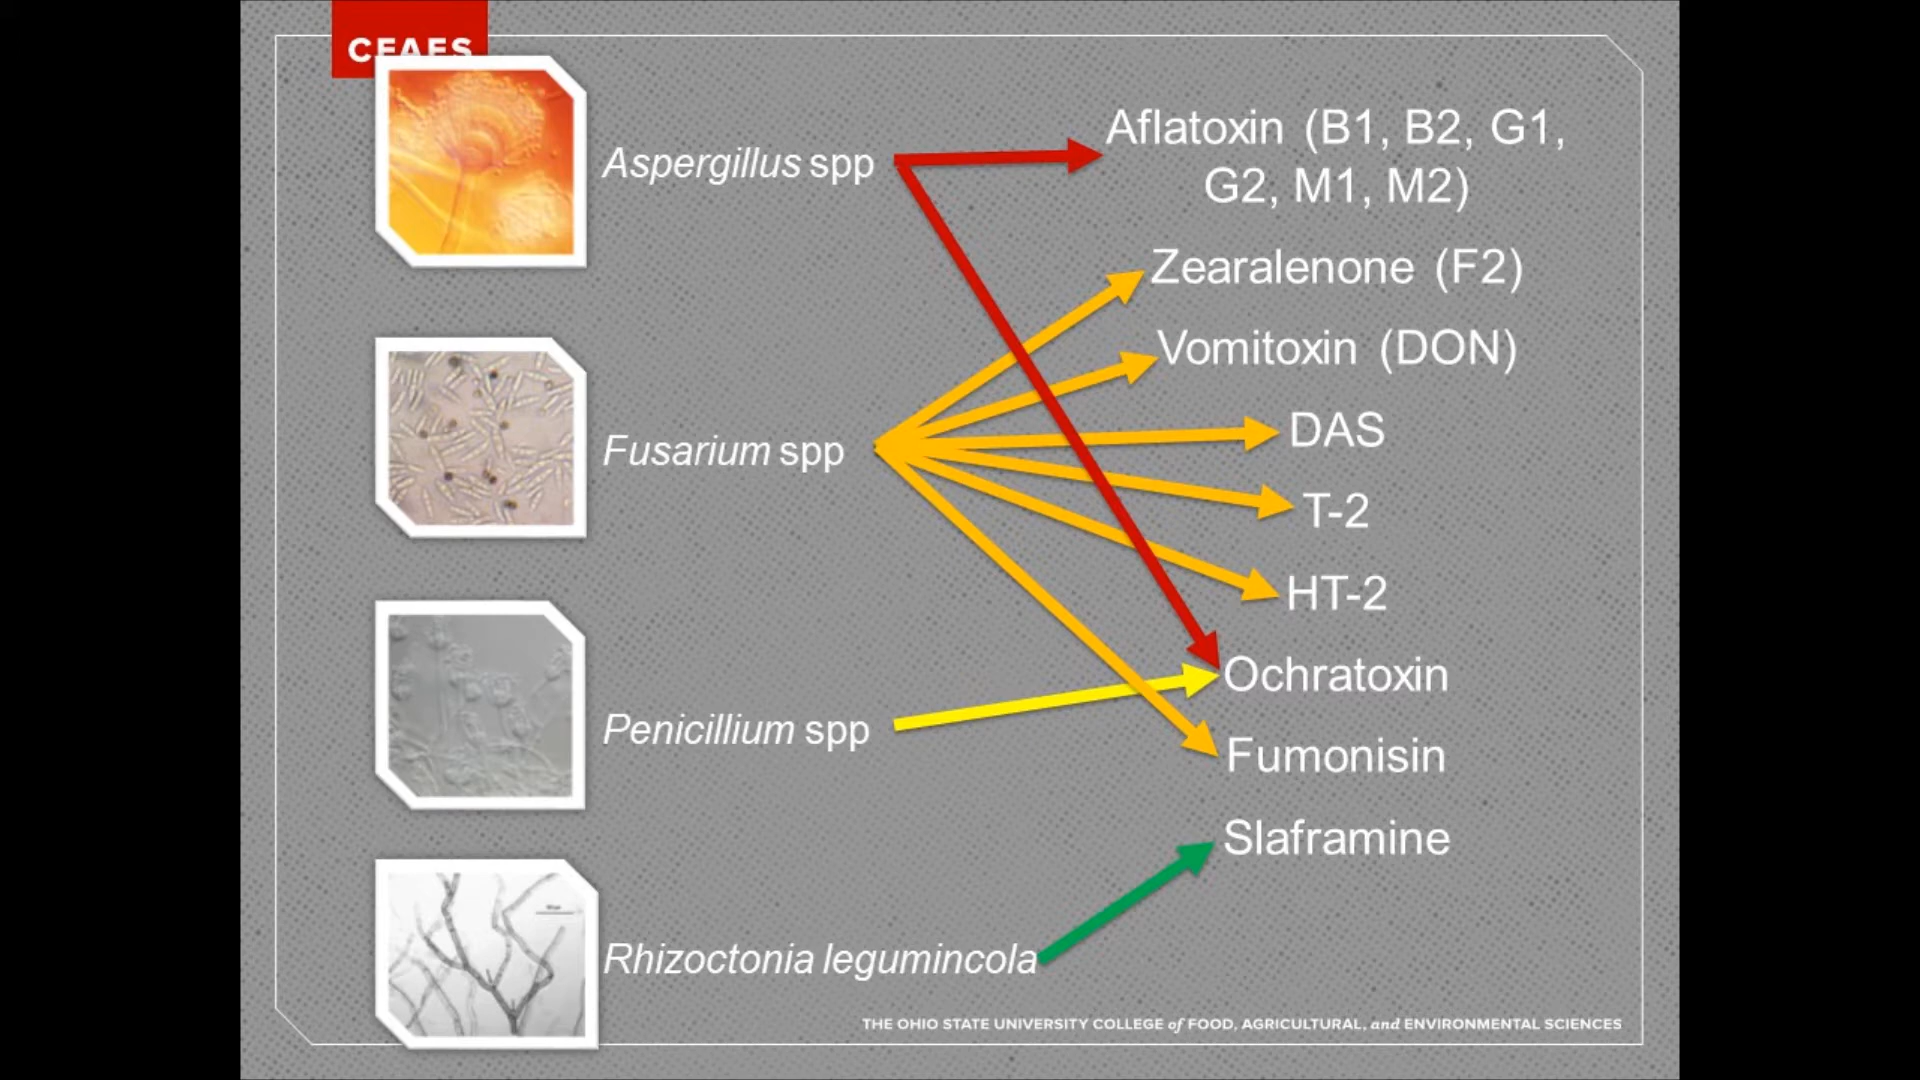 CFAES
Aspergillus spp
Aflatoxin (B1, B2, G1,
G2, M1, M2)
Zearalenone (F2)
Vomitoxin (DON)
Fusarium spp
DAS
T-2
HT-2
Ochratoxin
Penicillium spp
Fumonisin
Slaframine
Rhizoctonia legumincola
THE OHIO STATE UNIVERSITY COLLEGE of FOOD, AGRICULTURAL, and ENVIRONMENTAL SCIENCES